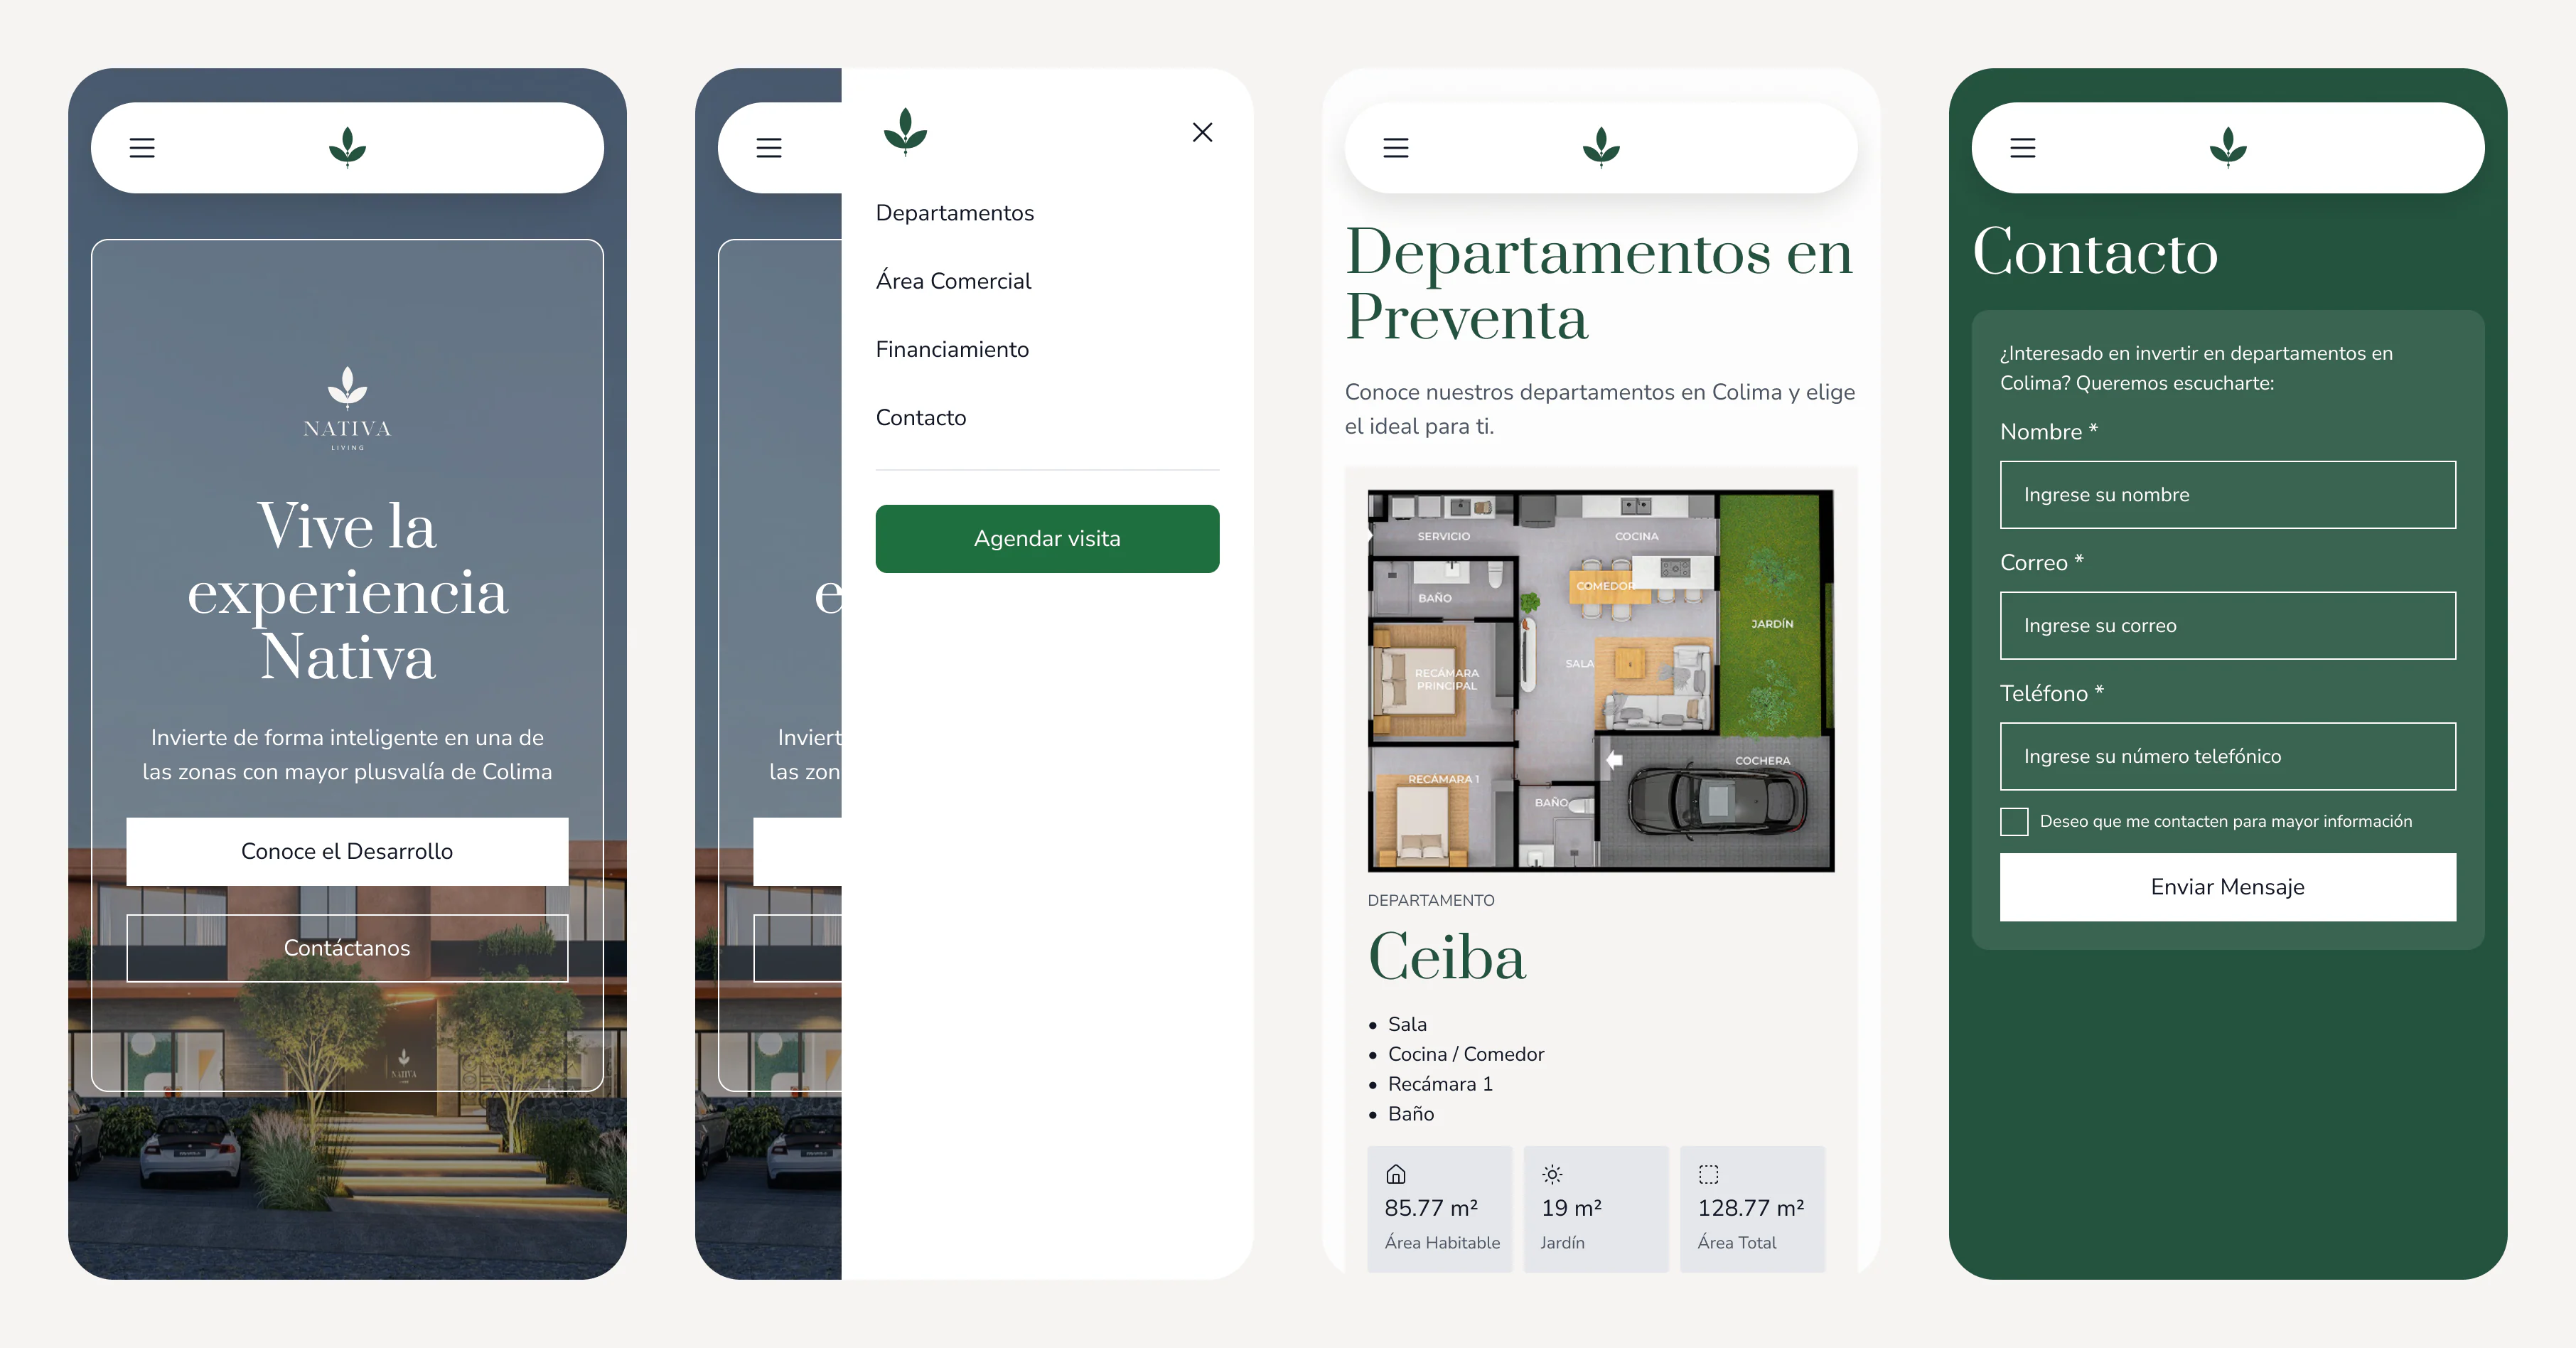 NATIVA
LIVING
Vive la
experiencia
Nativa
Invierte de forma inteligente en una de
las zonas con mayor plusvalía de Colima
Conoce el Desarrollo
Contáctanos
NATIVA
e
Inviert
las zon
Departamentos
Área Comercial
Financiamiento
Contacto
Agendar visita
Departamentos en
Preventa
Conoce nuestros departamentos en Colima y elige
el ideal para ti.
SERVICIO
COCINA
COMEDOR
BAÑO
JARDÍN
SALA
RECÁMARA
PRINCIPAL
COCHERA
RECÁMARA 1
BAÑO
DEPARTAMENTO
Ceiba
• Sala
• Cocina / Comedor
• Recámara 1
• Baño
85.77 m²
Área Habitable
19 m²
Jardín
128.77 m²
Área Total
Contacto
¿Interesado en invertir en departamentos en
Colima? Queremos escucharte:
Nombre *
Ingrese su nombre
Correo *
Ingrese su correo
Teléfono *
Ingrese su número telefónico
Deseo que me contacten para mayor información
Enviar Mensaje